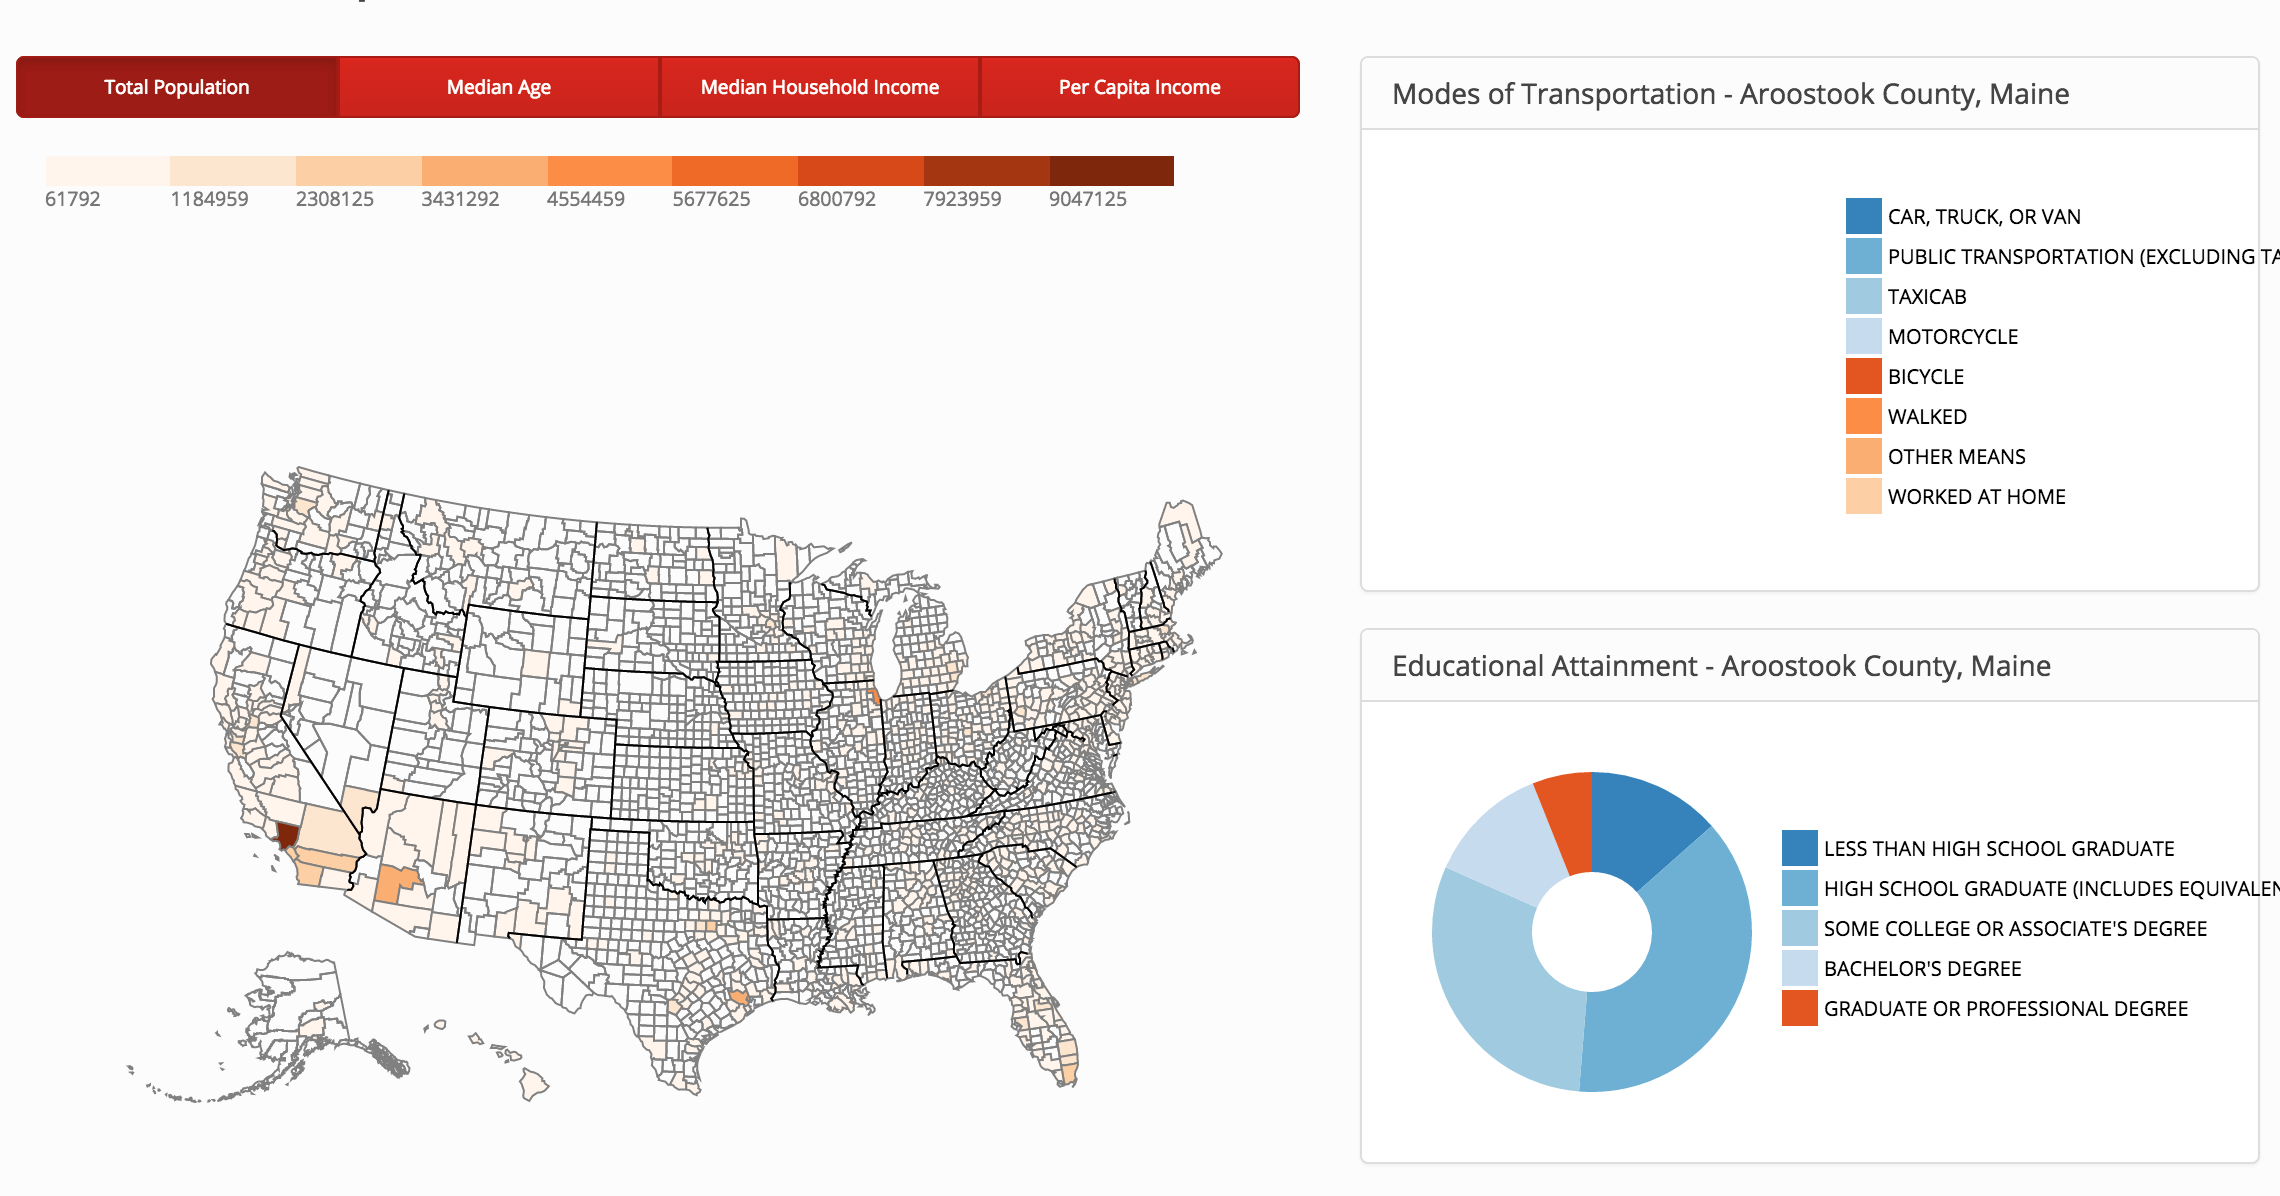 Total Population
Median Age
Median Household Income
Per Capita Income
61792
1184959
2308125
3431292
4554459
5677625
6800792
7923959
9047125
Modes of Transportation - Aroostook County, Maine
CAR, TRUCK, OR VAN
PUBLIC TRANSPORTATION (EXCLUDING TA
TAXICAB
MOTORCYCLE
BICYCLE
WALKED
OTHER MEANS
WORKED AT HOME
Educational Attainment - Aroostook County, Maine
LESS THAN HIGH SCHOOL GRADUATE
HIGH SCHOOL GRADUATE (INCLUDES EQUIVALEN
SOME COLLEGE OR ASSOCIATE'S DEGREE
BACHELOR'S DEGREE
GRADUATE OR PROFESSIONAL DEGREE